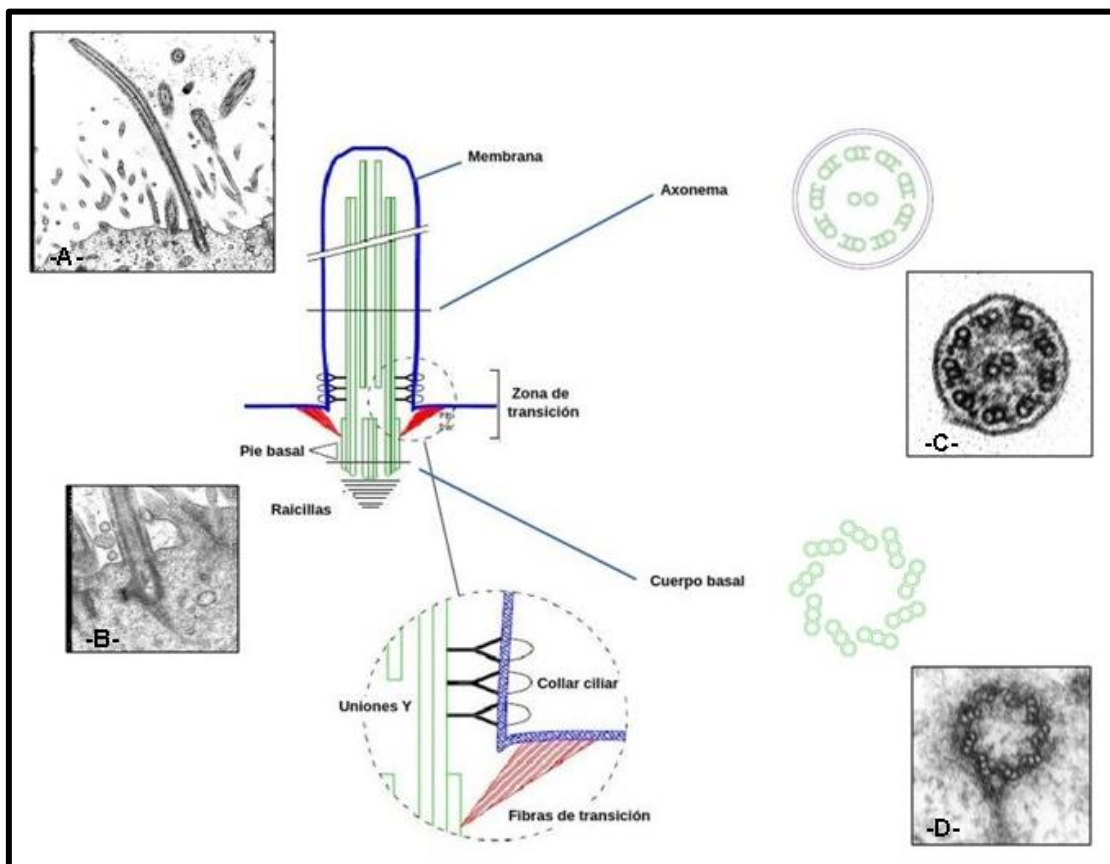 -A-
Membrana
Axonema
-C-
Zona de
transición
Pie basal
Raicillas
-B-
Cuerpo basal
Collar ciliar
Uniones Y
Fibras de transición
-D-